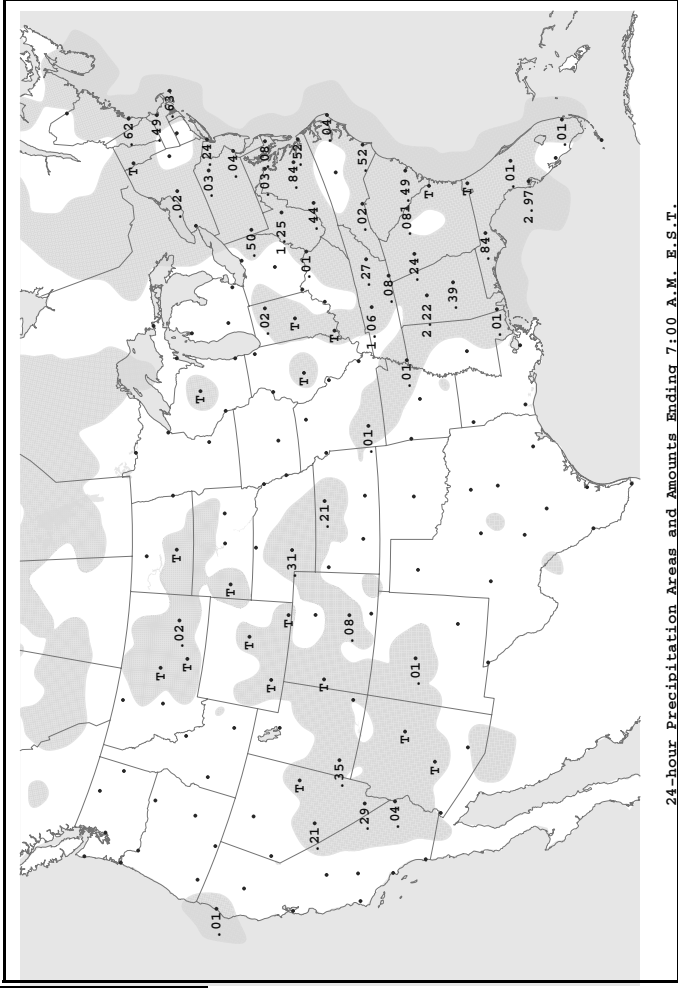 T
.62
.49
T
.63
T
.02
T
T
.02
T
.24
.03
.01
T
.04
T
.50
.02
.03
.08
T
1.25
T
.31
T
.84
.52
T
T
.01
.44
.21
T
.21
.04
T
.35
.08
.02
.52
.29
.27
.01
1.06
.08
.04
T
.01
.081
.49
.24
.01
2.22
T
T
.39
T
.84
.01
.01
2.97
.01
24-hour Precipitation Areas and Amounts Ending 7:00 A.M. E.S.T.